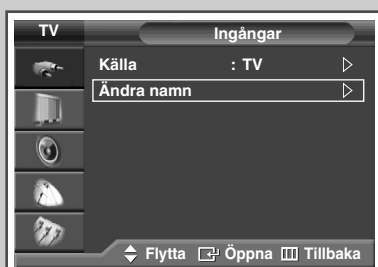 TV Ingångar
Källa : TV
Ändra namn
Flytta Öppna Tillbaka